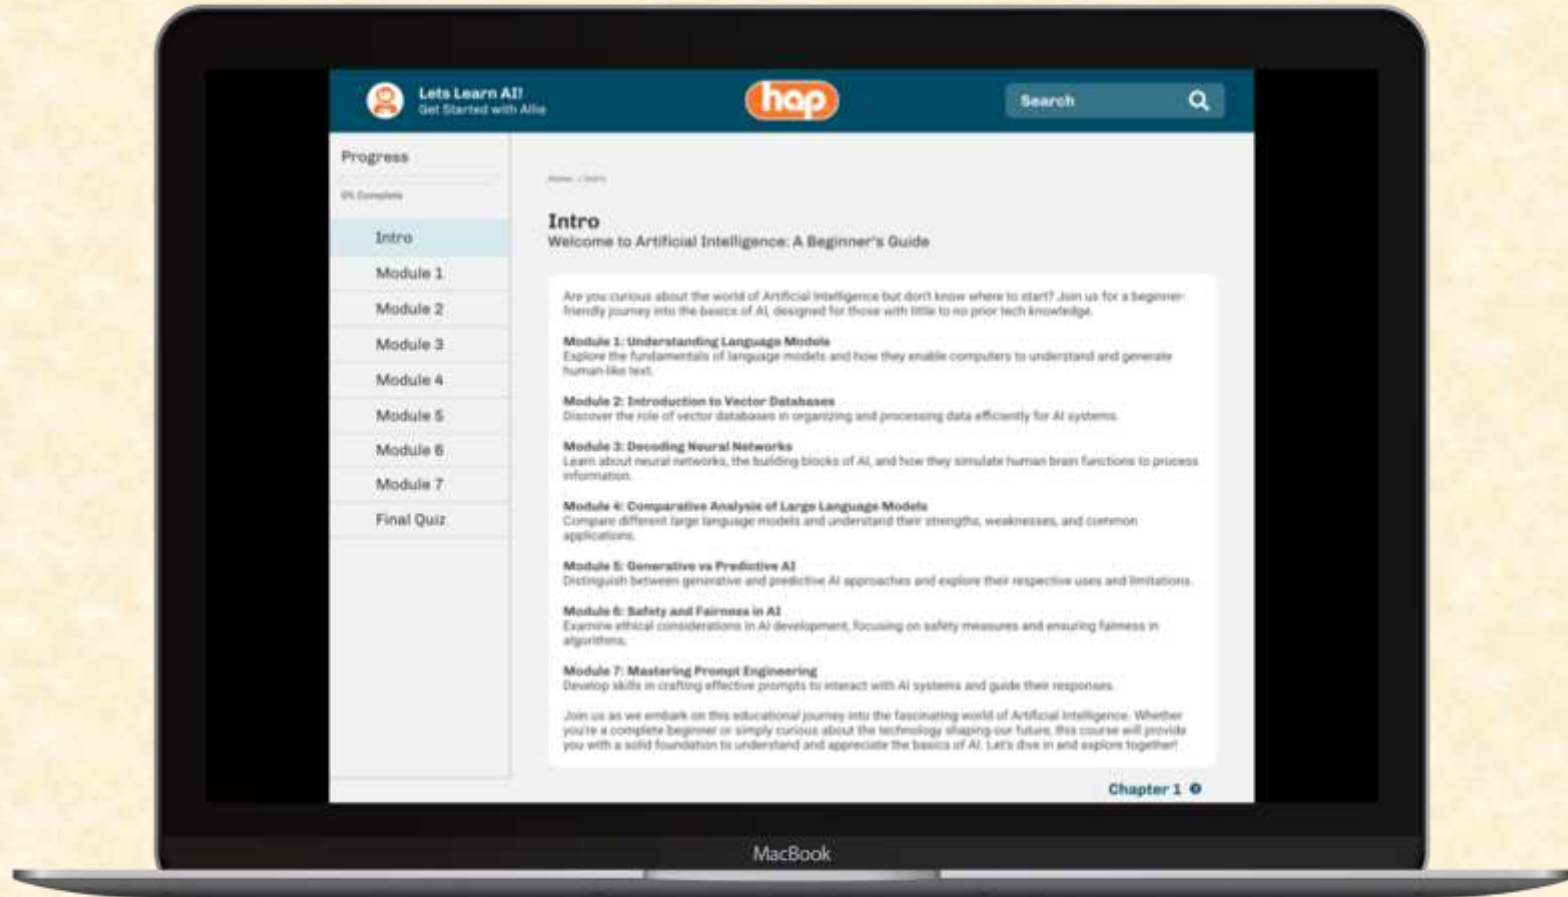 Lets Learn AI!
Get Started with Allie
hap
Search
Progress
0% Complete
Intro
Module 1
Module 2
Module 3
Module 4
Module 5
Module 6
Module 7
Final Quiz
Home / Intro
Intro
Welcome to Artificial Intelligence: A Beginner's Guide
Are you curious about the world of Artificial Intelligence but don't know where to start? Join us for a beginner-
friendly journey into the basics of AI, designed for those with little to no prior tech knowledge.
Module 1: Understanding Language Models
Explore the fundamentals of language models and how they enable computers to understand and generate
human-like text.
Module 2: Introduction to Vector Databases
Discover the role of vector databases in organizing and processing data efficiently for AI systems.
Module 3: Decoding Neural Networks
Learn about neural networks, the building blocks of AI, and how they simulate human brain functions to process
information.
Module 4: Comparative Analysis of Large Language Models
Compare different large language models and understand their strengths, weaknesses, and common
applications.
Module 5: Generative vs Predictive AI
Distinguish between generative and predictive AI approaches and explore their respective uses and limitations.
Module 6: Safety and Fairness in AI
Examine ethical considerations in AI development, focusing on safety measures and ensuring fairness in
algorithms.
Module 7: Mastering Prompt Engineering
Develop skills in crafting effective prompts to interact with AI systems and guide their responses.
Join us as we embark on this educational journey into the fascinating world of Artificial Intelligence. Whether
you're a complete beginner or simply curious about the technology shaping our future, this course will provide
you with a solid foundation to understand and appreciate the basics of AI. Let's dive in and explore together!
Chapter 1
MacBook